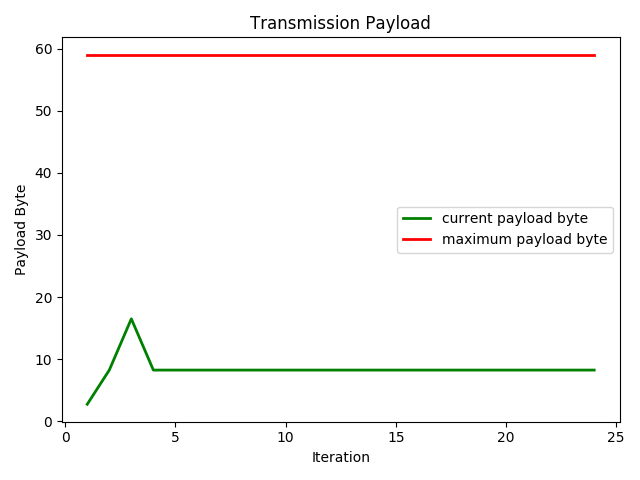 Transmission Payload
60
50
40
30
20
10
0
Payload Byte
current payload byte
maximum payload byte
0 5 10 15 20 25
Iteration